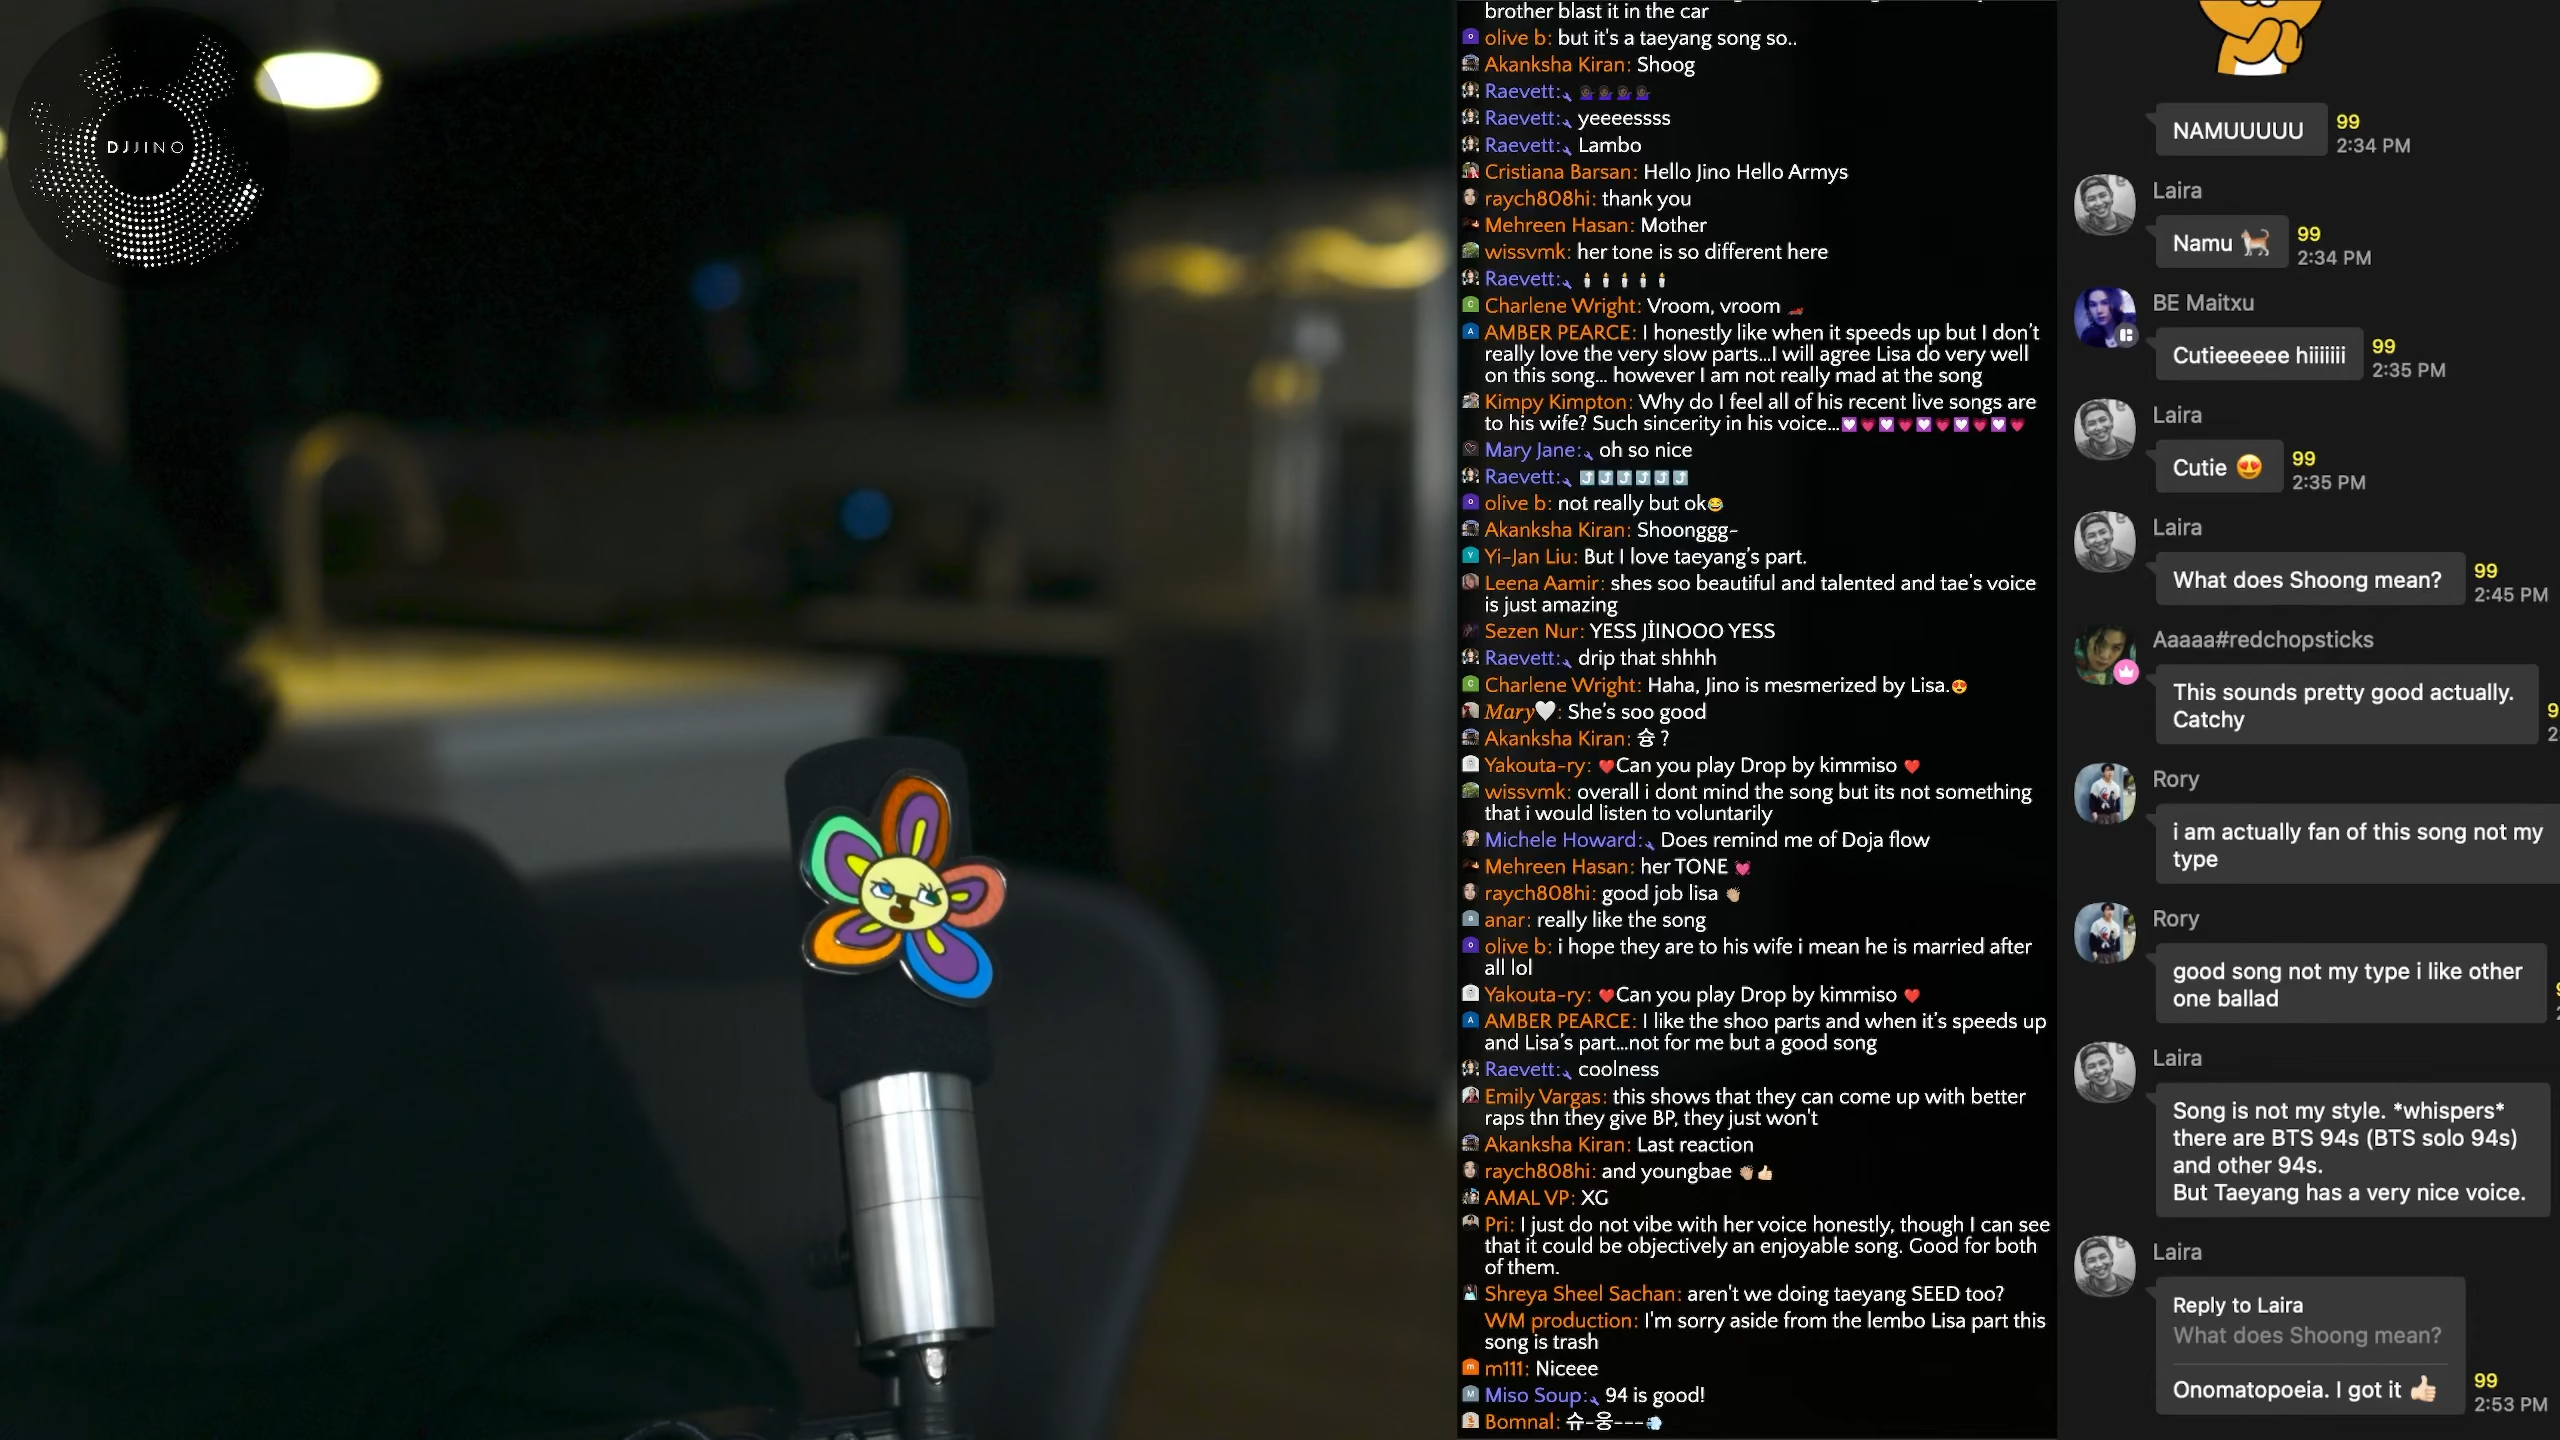 DJJINO
brother blast it in the car
olive b: but it's a taeyang song so..
Akanksha Kiran: Shoog
Raevett:
Raevett: yeeeessss
Raevett: Lambo
Cristiana Barsan: Hello Jino Hello Armys
raych808hi: thank you
Mehreen Hasan: Mother
wissvmk: her tone is so different here
Raevett: 🕯🕯🕯🕯🕯
Charlene Wright: Vroom, vroom
AMBER PEARCE: I honestly like when it speeds up but I don't
really love the very slow parts...I will agree Lisa do very well
on this song... however I am not really mad at the song
Kimpy Kimpton: Why do I feel all of his recent live songs are
to his wife? Such sincerity in his voice...💟💗💟💗💟💗💟💗💟💗
Mary Jane: oh so nice
Raevett: ⤴⤴⤴⤴⤴⤴
olive b: not really but ok😂
Akanksha Kiran: Shoonggg~
Yi-Jan Liu: But I love taeyang's part.
Leena Aamir: shes soo beautiful and talented and tae's voice
is just amazing
Sezen Nur: YESS JİINOOO YESS
Raevett: drip that shhhh
Charlene Wright: Haha, Jino is mesmerized by Lisa.😍
Mary🤍: She's soo good
Akanksha Kiran: 슝 ?
Yakouta-ry: ❤Can you play Drop by kimmiso ❤
wissvmk: overall i dont mind the song but its not something
that i would listen to voluntarily
Michele Howard: Does remind me of Doja flow
Mehreen Hasan: her TONE 💓
raych808hi: good job lisa 👏🏼
anar: really like the song
olive b: i hope they are to his wife i mean he is married after
all lol
Yakouta-ry: ❤Can you play Drop by kimmiso ❤
AMBER PEARCE: I like the shoo parts and when it's speeds up
and Lisa's part...not for me but a good song
Raevett: coolness
Emily Vargas: this shows that they can come up with better
raps thn they give BP, they just won't
Akanksha Kiran: Last reaction
raych808hi: and youngbae 👏🏼👍🏼
AMAL VP: XG
Pri: I just do not vibe with her voice honestly, though I can see
that it could be objectively an enjoyable song. Good for both
of them.
Shreya Sheel Sachan: aren't we doing taeyang SEED too?
WM production: I'm sorry aside from the lembo Lisa part this
song is trash
m111: Niceee
Miso Soup: 94 is good!
Bomnal: 슈-웅---💨
NAMUUUUU
99
2:34 PM
Laira
Namu 🐈
99
2:34 PM
BE Maitxu
Cutieeeeee hiiiiiii
99
2:35 PM
Laira
Cutie 😍
99
2:35 PM
Laira
What does Shoong mean?
99
2:45 PM
Aaaaa#redchopsticks
This sounds pretty good actually.
Catchy
Rory
i am actually fan of this song not my
type
Rory
good song not my type i like other
one ballad
Laira
Song is not my style. *whispers*
there are BTS 94s (BTS solo 94s)
and other 94s.
But Taeyang has a very nice voice.
Laira
Reply to Laira
What does Shoong mean?
Onomatopoeia. I got it 👍🏻
99
2:53 PM